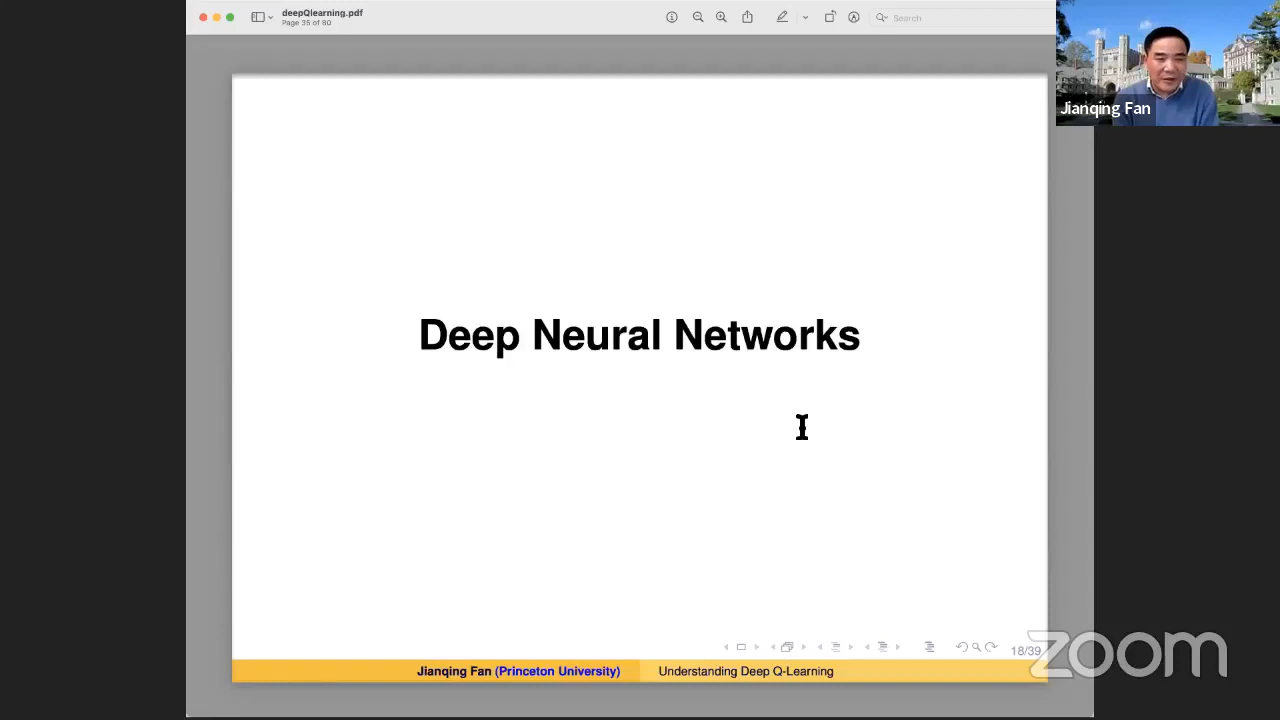 deepQlearning.pdf
Page 35 of 80
Search
Jianqing Fan
Deep Neural Networks
18/39
Jianqing Fan (Princeton University)
Understanding Deep Q-Learning
zoom